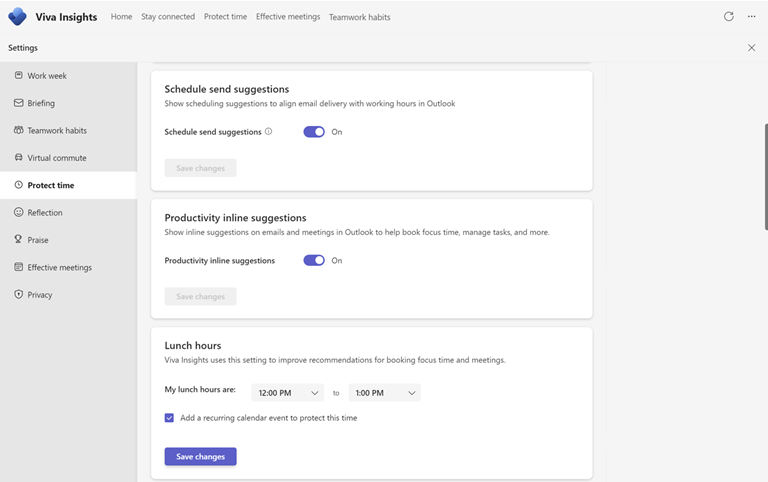 Viva Insights Home Stay connected Protect time Effective meetings Teamwork habits
Settings
Work week
Briefing
Teamwork habits
Virtual commute
Protect time
Reflection
Praise
Effective meetings
Privacy
Schedule send suggestions
Show scheduling suggestions to align email delivery with working hours in Outlook
Schedule send suggestions On
Save changes
Productivity inline suggestions
Show inline suggestions on emails and meetings in Outlook to help book focus time, manage tasks, and more.
Productivity inline suggestions On
Save changes
Lunch hours
Viva Insights uses this setting to improve recommendations for booking focus time and meetings.
My lunch hours are: 12:00 PM to 1:00 PM
Add a recurring calendar event to protect this time
Save changes